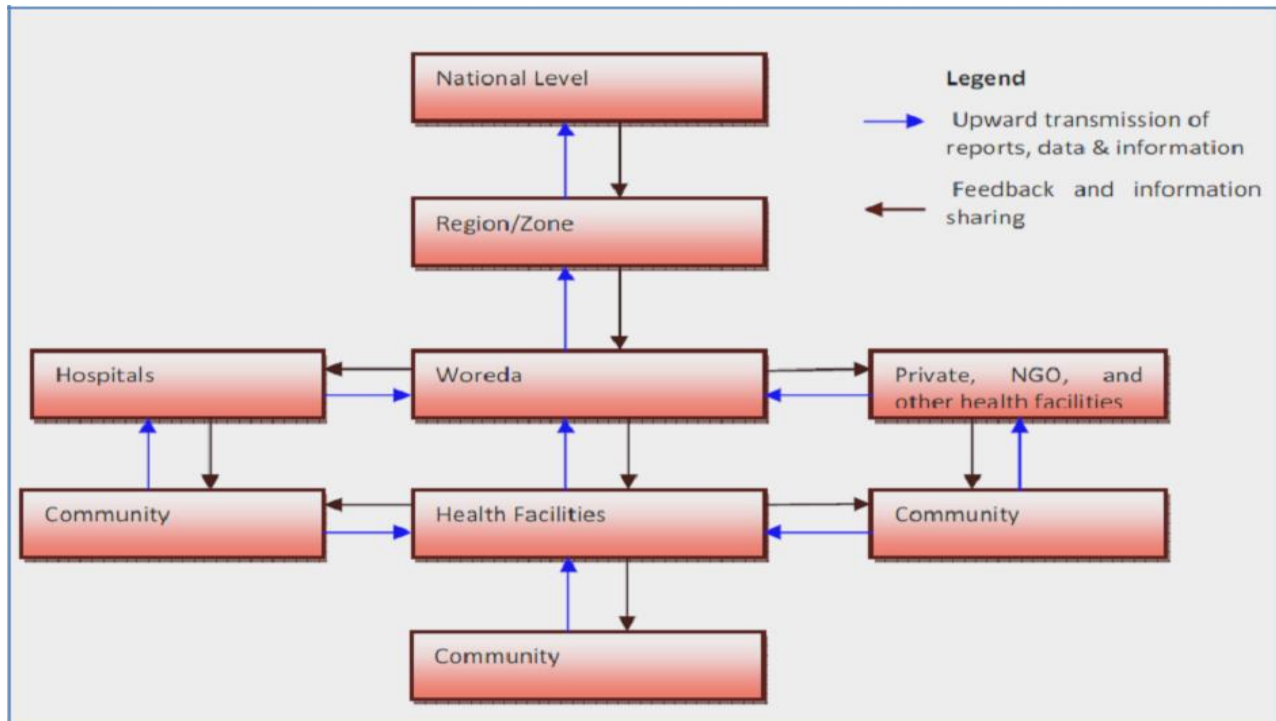 National Level
Legend
Upward transmission of
reports, data & information
Feedback and information
sharing
Region/Zone
Hospitals
Woreda
Private, NGO, and
other health facilities
Community
Health Facilities
Community
Community